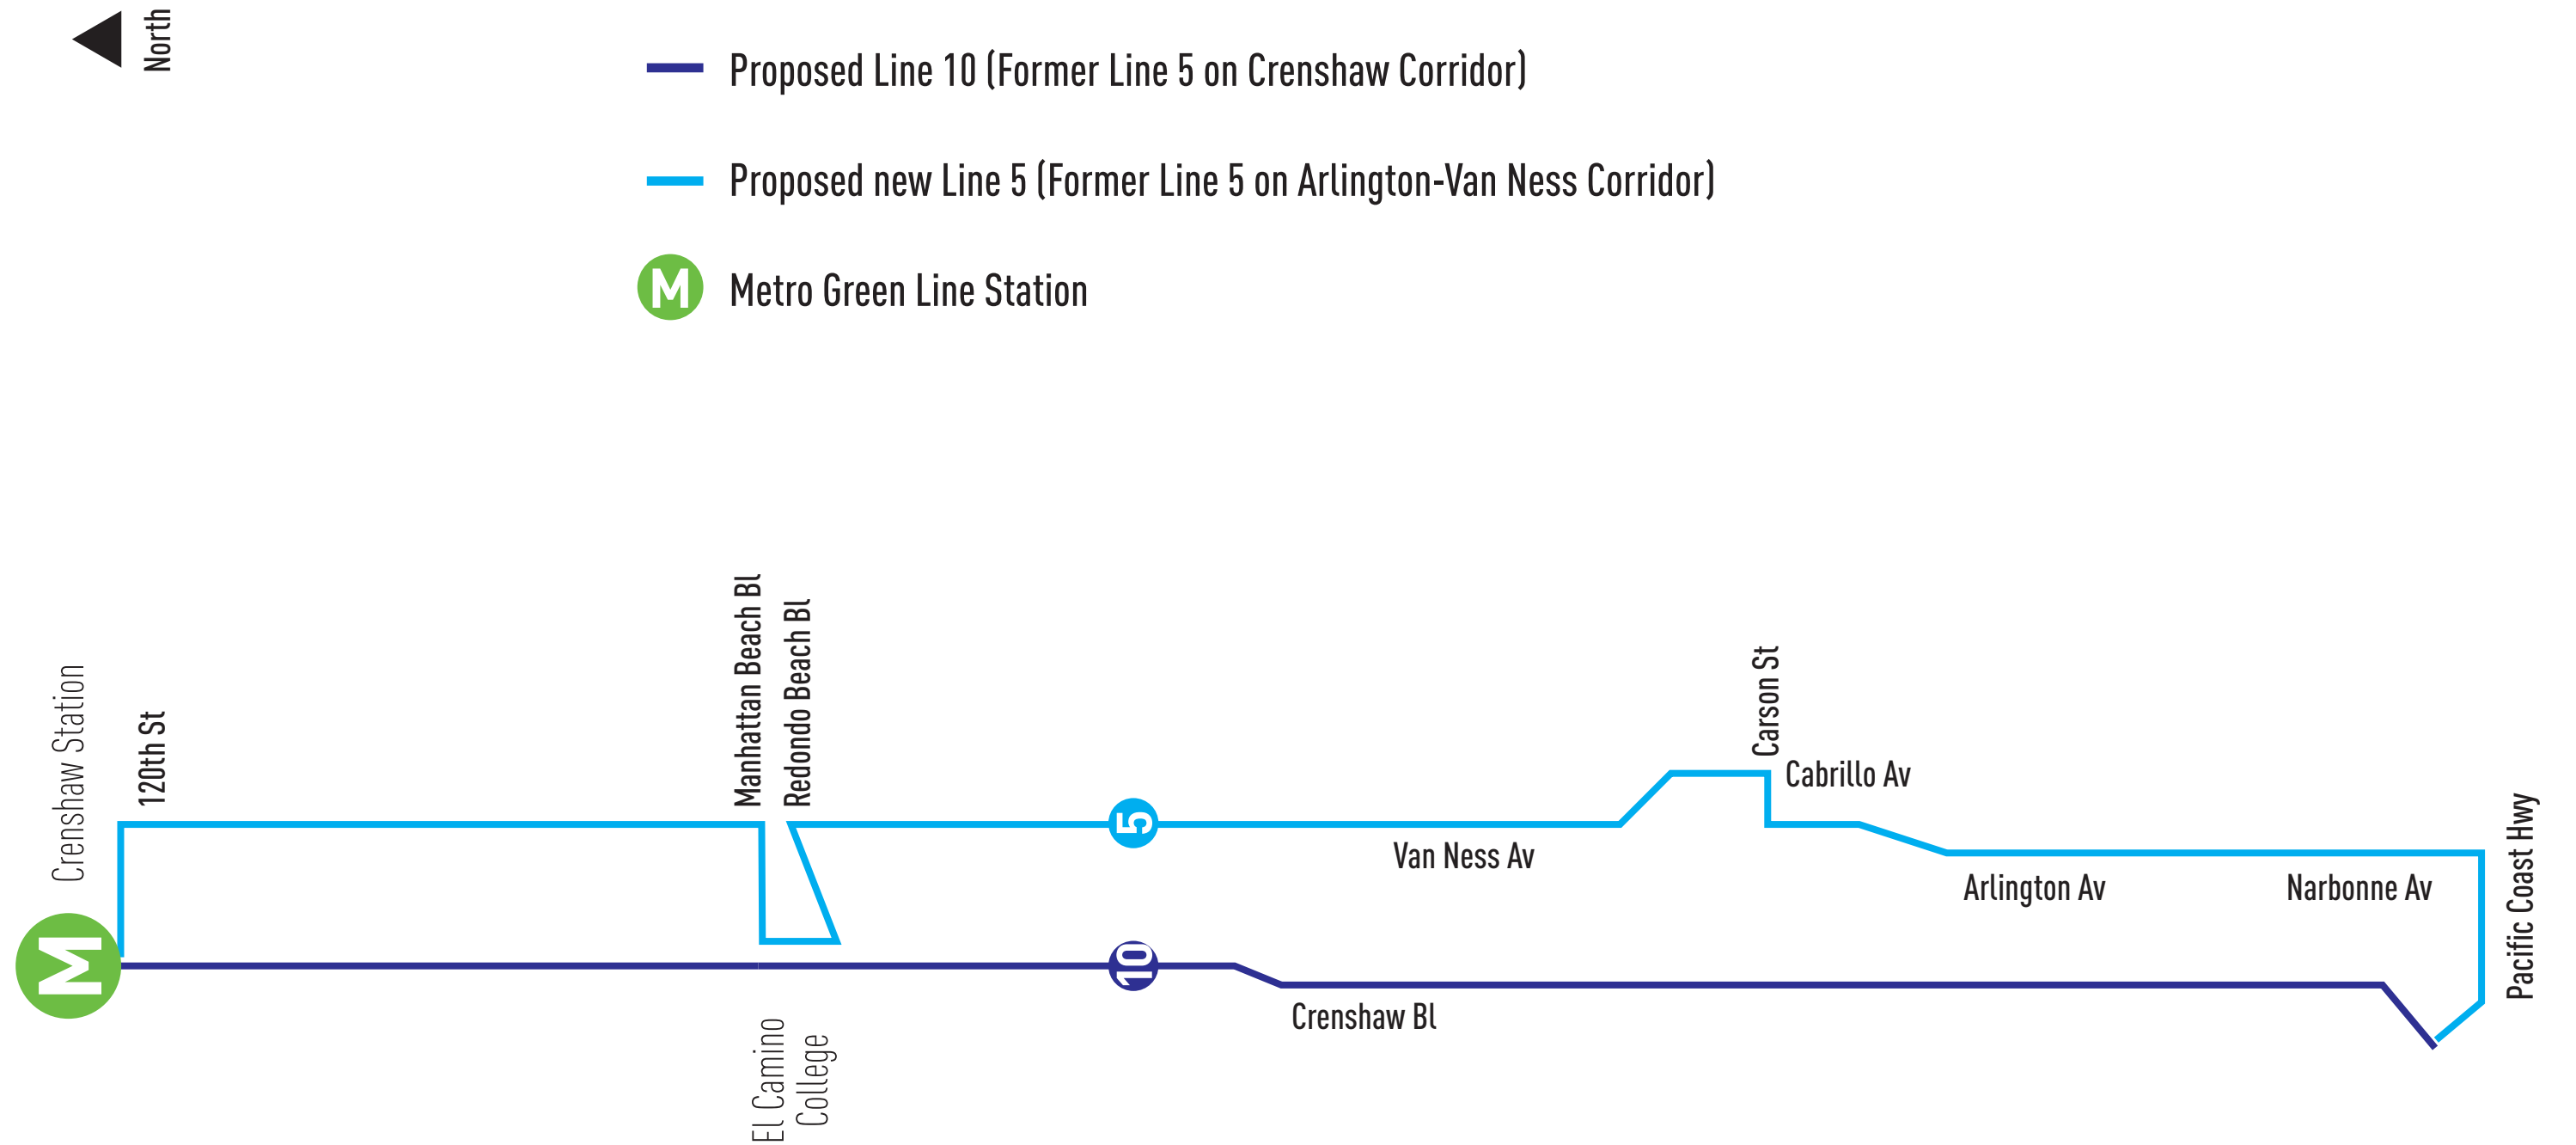 North
Proposed Line 10 (Former Line 5 on Crenshaw Corridor)
Proposed new Line 5 (Former Line 5 on Arlington-Van Ness Corridor)
M
Metro Green Line Station
Crenshaw Station
120th St
Manhattan Beach Bl
Redondo Beach Bl
Carson St
Cabrillo Av
5
Van Ness Av
Arlington Av
Narbonne Av
Pacific Coast Hwy
M
10
Crenshaw Bl
El Camino
College